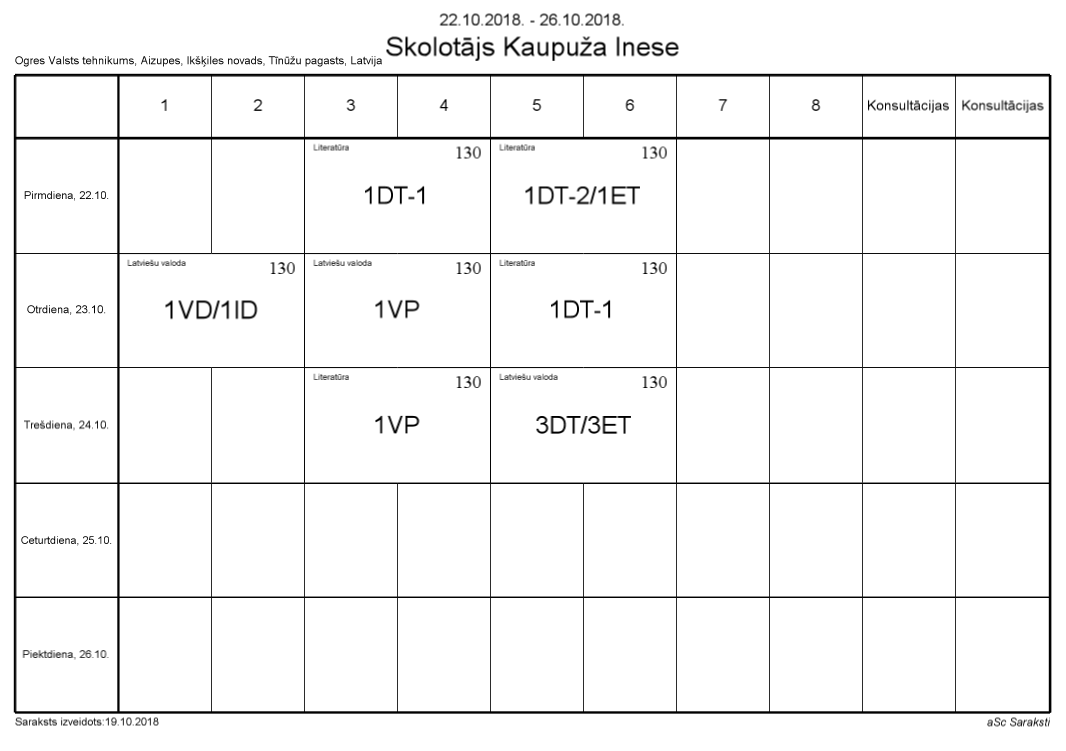 22.10.2018. - 26.10.2018.
Skolotājs Kaupuža Inese
Ogres Valsts tehnikums, Aizupes, Ikšķiles novads, Tīnūžu pagasts, Latvija
1 2 3 4 5 6 7 8 Konsultācijas Konsultācijas
Literatūra 130 Literatūra 130
Pirmdiena, 22.10. 1DT-1 1DT-2/1ET
Latviešu valoda 130 Latviešu valoda 130 Literatūra 130
Otrdiena, 23.10. 1VD/1ID 1VP 1DT-1
Literatūra 130 Latviešu valoda 130
Trešdiena, 24.10. 1VP 3DT/3ET
Ceturtdiena, 25.10.
Piektdiena, 26.10.
Saraksts izveidots:19.10.2018 aSc Saraksti